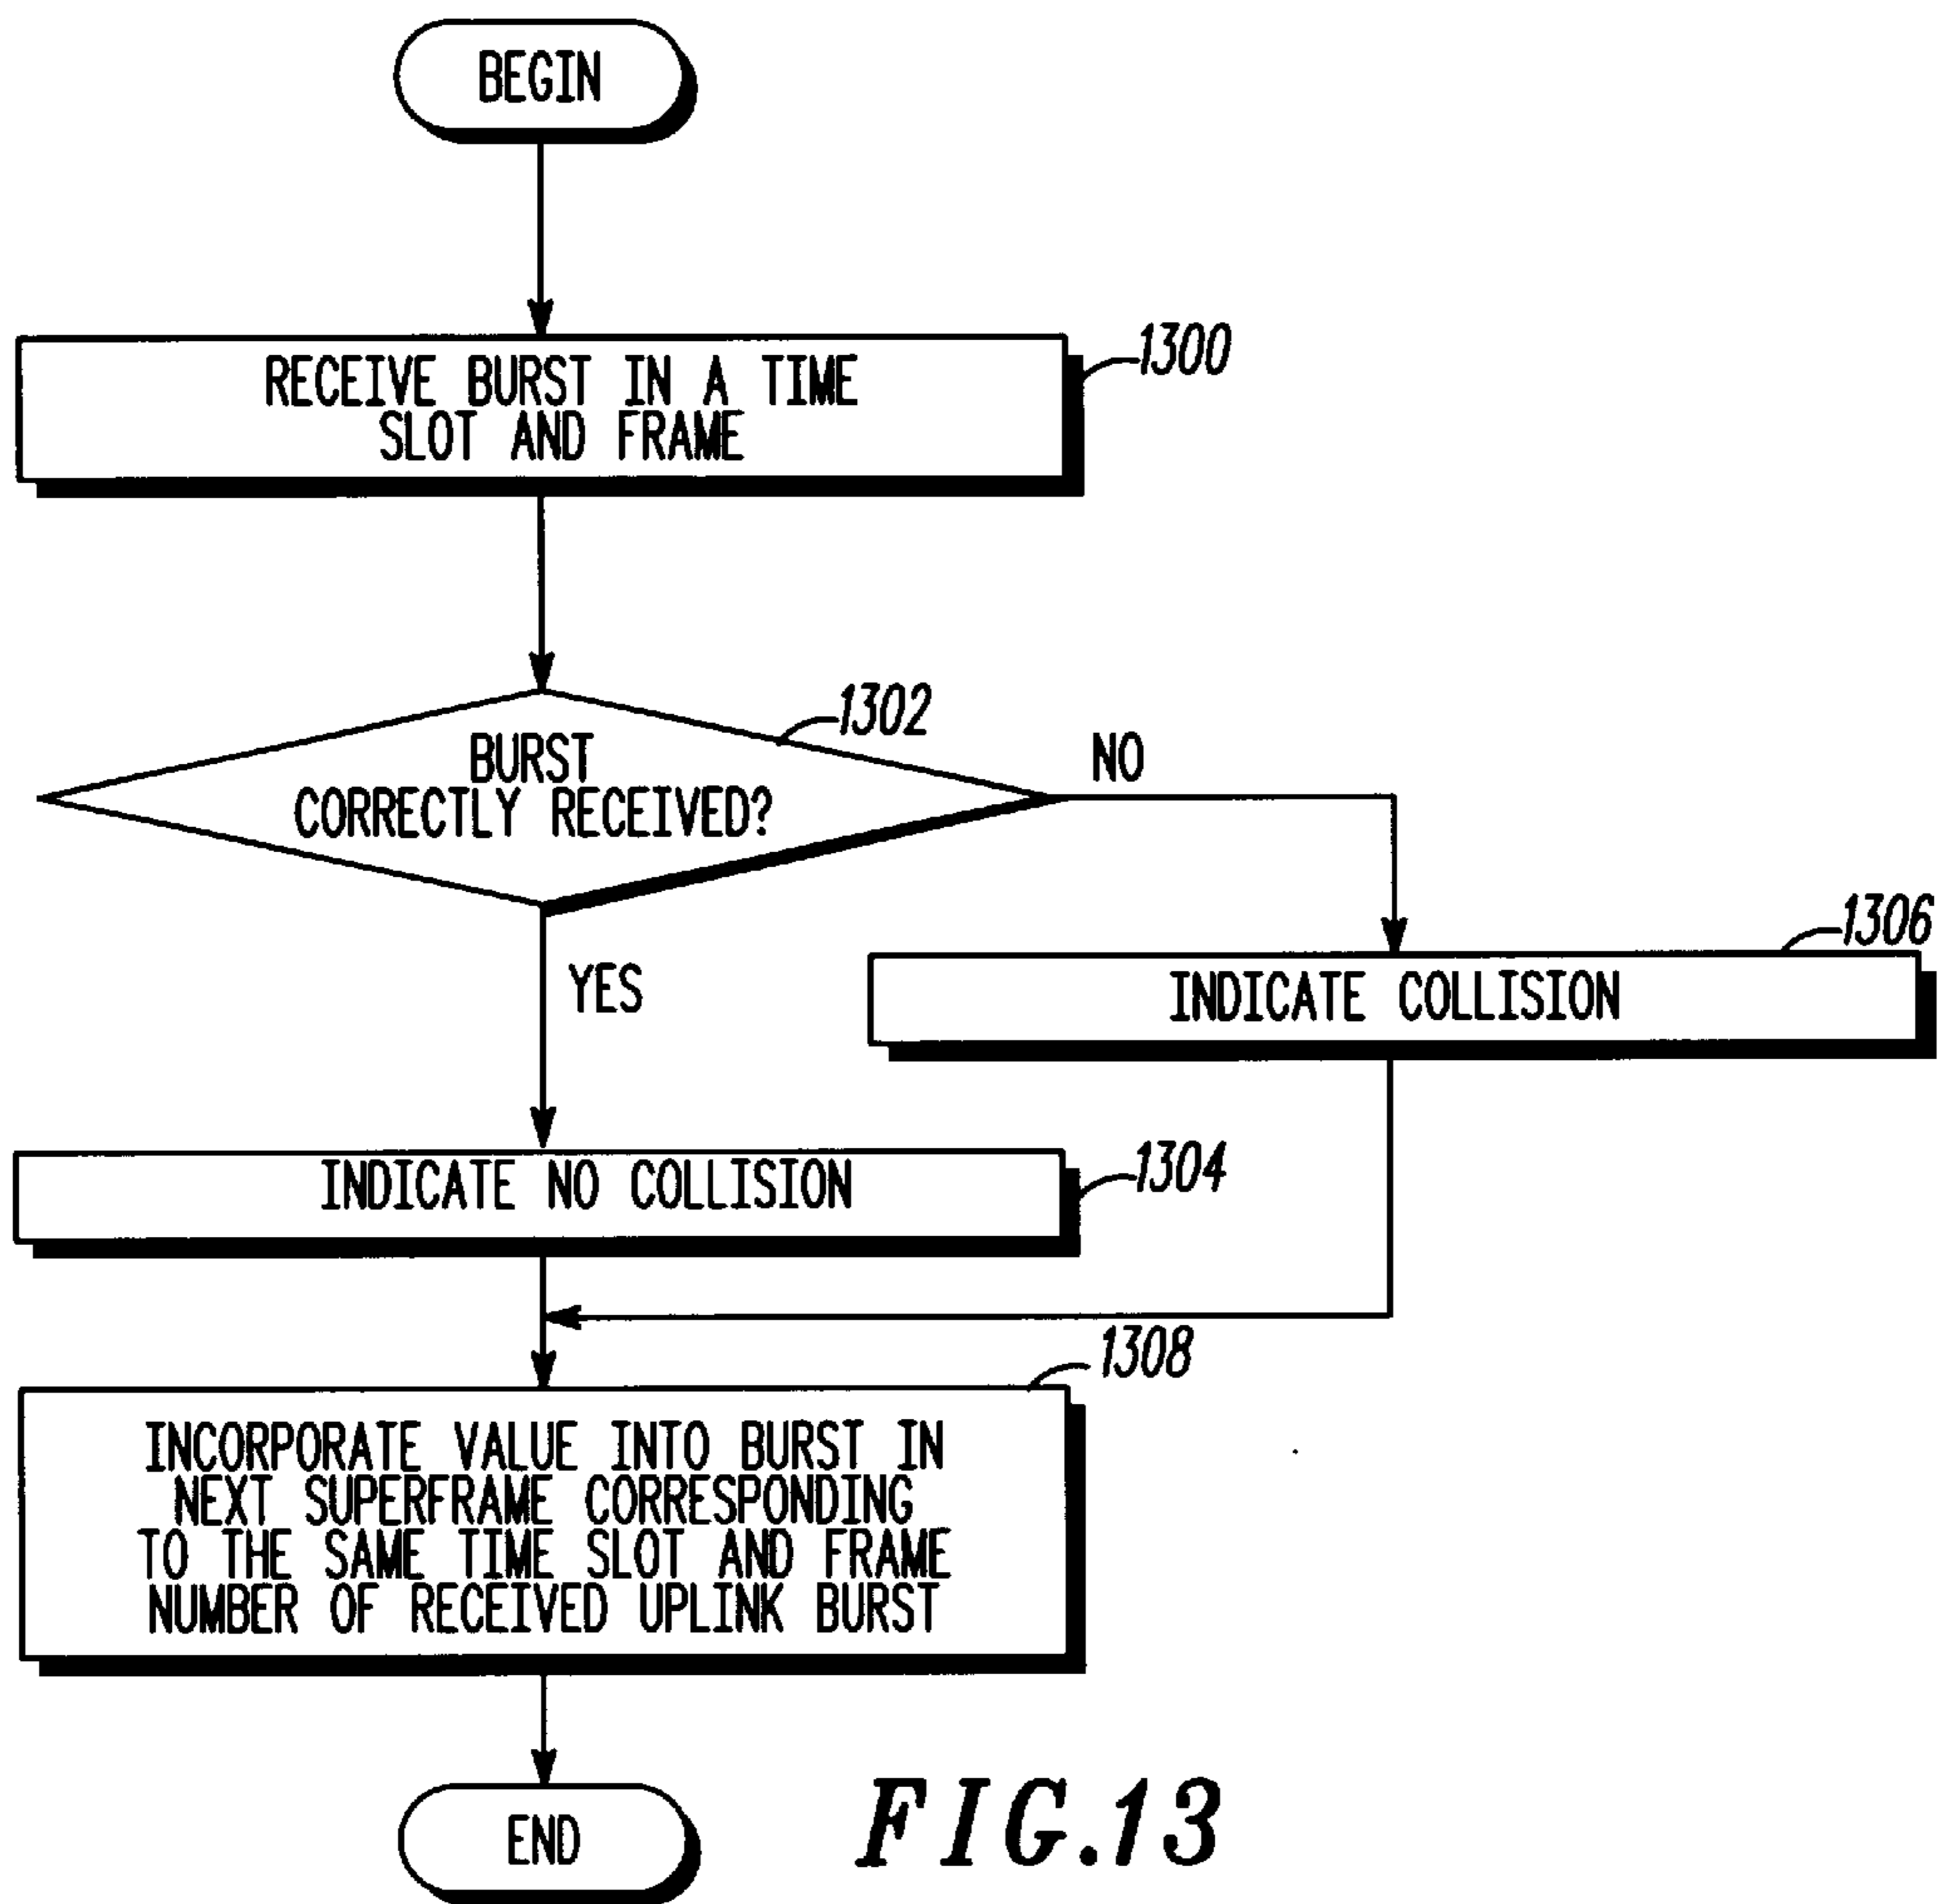 BEGIN
RECEIVE BURST IN A TIME
SLOT AND FRAME
1300
BURST
CORRECTLY RECEIVED?
1302
NO
YES
INDICATE COLLISION
1306
INDICATE NO COLLISION
1304
1308
INCORPORATE VALUE INTO BURST IN
NEXT SUPERFRAME CORRESPONDING
TO THE SAME TIME SLOT AND FRAME
NUMBER OF RECEIVED UPLINK BURST
END
FIG.13